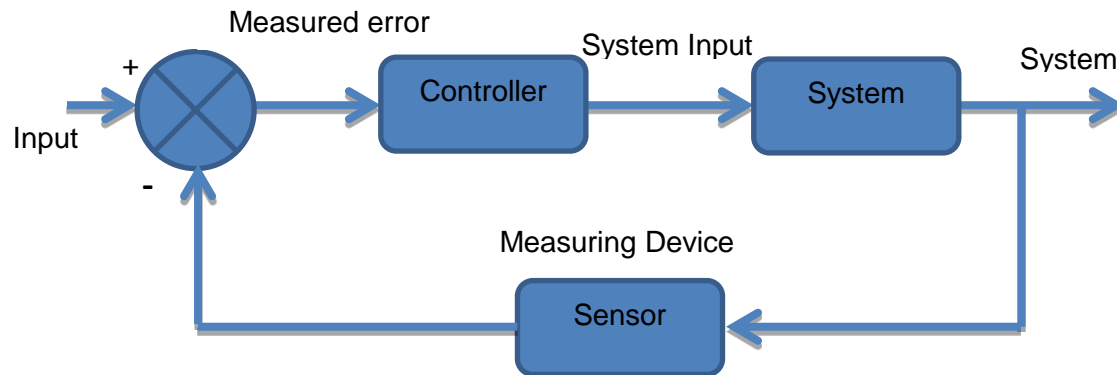 Measured error
System Input
System
+
Controller
System
Input
-
Measuring Device
Sensor